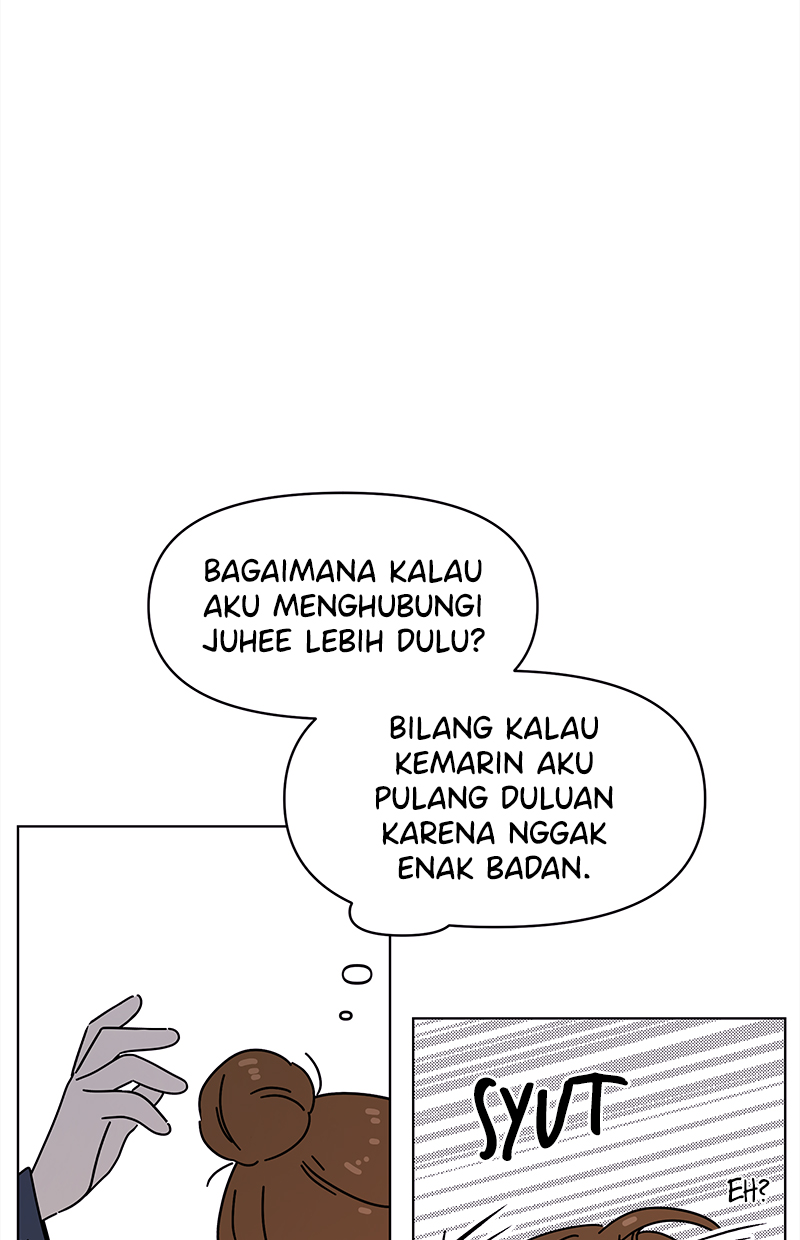 BAGAIMANA KALAU
AKU MENGHUBUNGI
JUHEE LEBIH DULU?
BILANG KALAU
KEMARIN AKU
PULANG DULUAN
KARENA NGGAK
ENAK BADAN.
SYUT
EH?